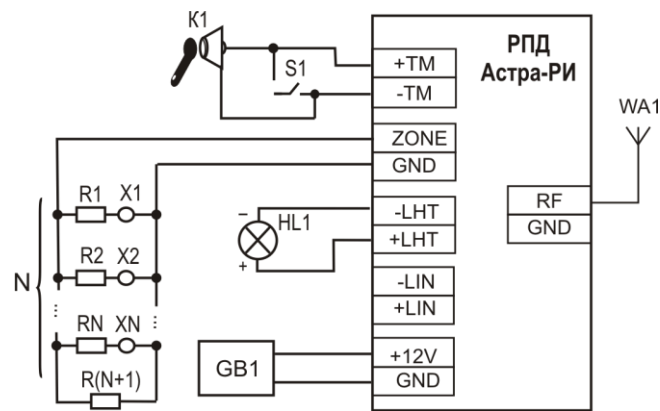 К1
S1
РПД
Астра-РИ
+TM
-TM
WA1
ZONE
GND
R1 X1
R2 X2
...
...
RN XN
R(N+1)
N
HL1
–
+
-LHT
+LHT
RF
GND
-LIN
+LIN
GB1
+12V
GND